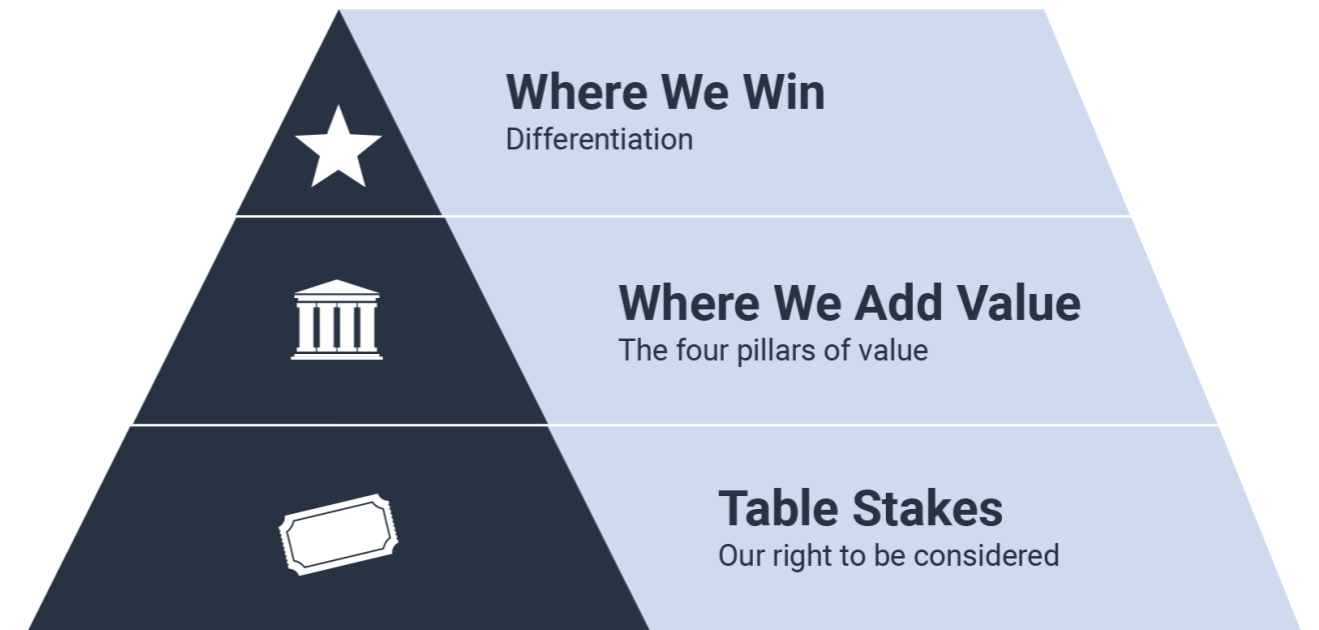 Where We Win
Differentiation
Where We Add Value
The four pillars of value
Table Stakes
Our right to be considered